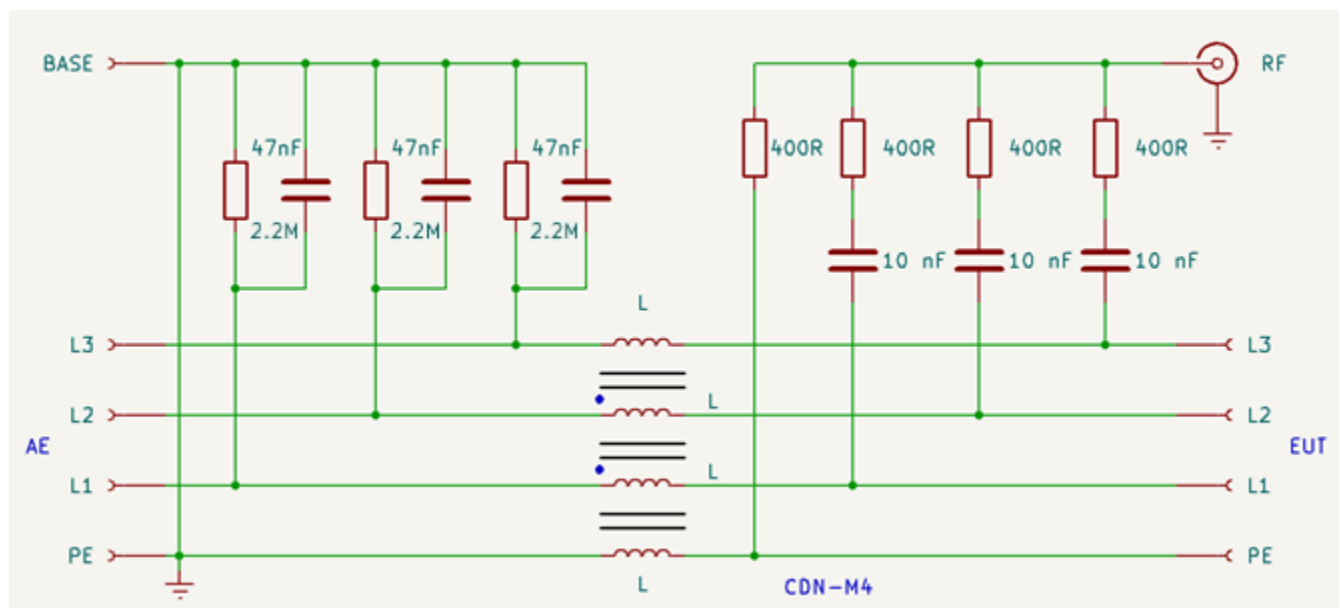 BASE
RF
47nF 47nF 47nF
400R 400R 400R 400R
2.2M 2.2M 2.2M
10 nF 10 nF 10 nF
L
L3 L3
L
L2 L2
AE EUT
L
L1 L1
PE PE
L
CDN-M4